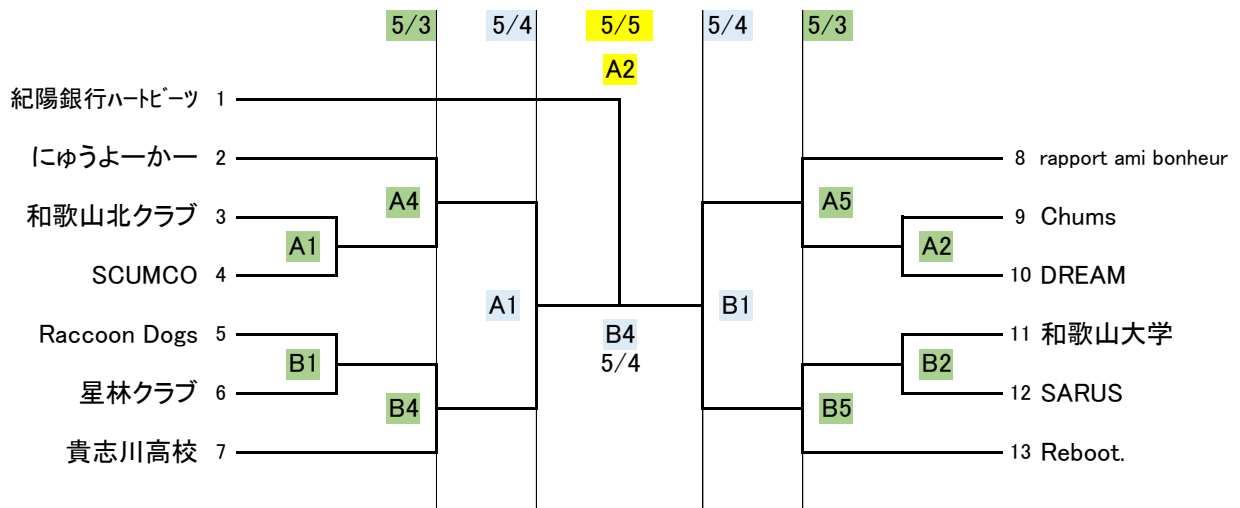 5/3 5/4 5/5 5/4 5/3
A2
紀陽銀行ﾊｰﾄﾋﾞｰﾂ 1
にゅうよーかー 2
8 rapport ami bonheur
A4
A5
和歌山北クラブ 3
9 Chums
A1
A2
SCUMCO 4
10 DREAM
A1
B1
Raccoon Dogs 5
B4
11 和歌山大学
B1
5/4
B2
星林クラブ 6
12 SARUS
B4
B5
貴志川高校 7
13 Reboot.